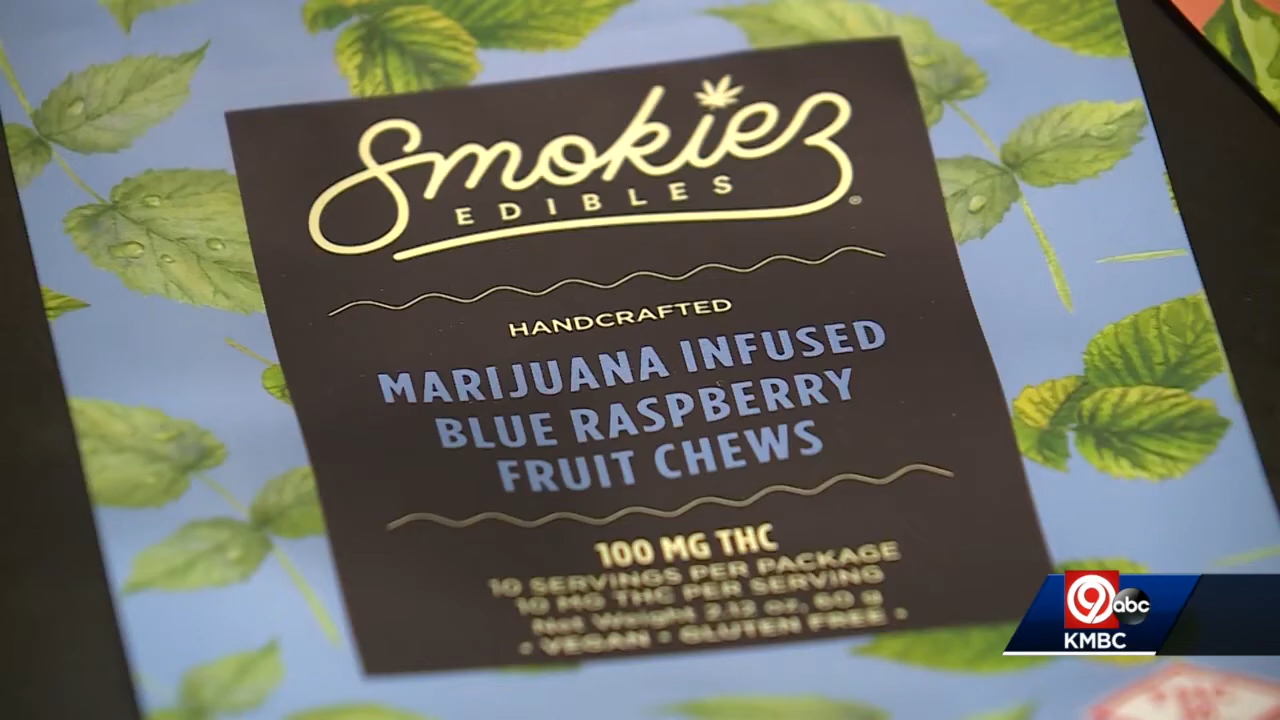 Smokiez
EDIBLES
®
HANDCRAFTED
MARIJUANA INFUSED
BLUE RASPBERRY
FRUIT CHEWS
100 MG THC
10 SERVINGS PER PACKAGE
10 MG THC PER SERVING
Net Weight 2.12 oz, 60 g
• VEGAN • GLUTEN FREE •
9 abc
KMBC